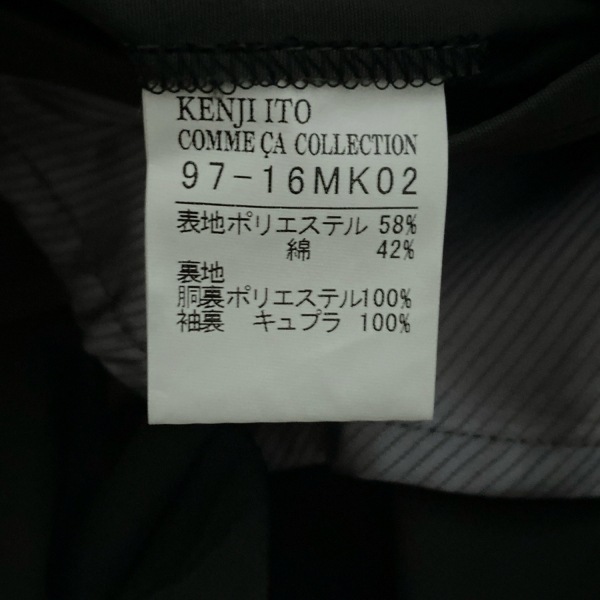 KENJI ITO
COMME ÇA COLLECTION
97-16MK02
表地ポリエステル 58%
綿 42%
裏地
胴裏ポリエステル100%
袖裏 キュプラ 100%